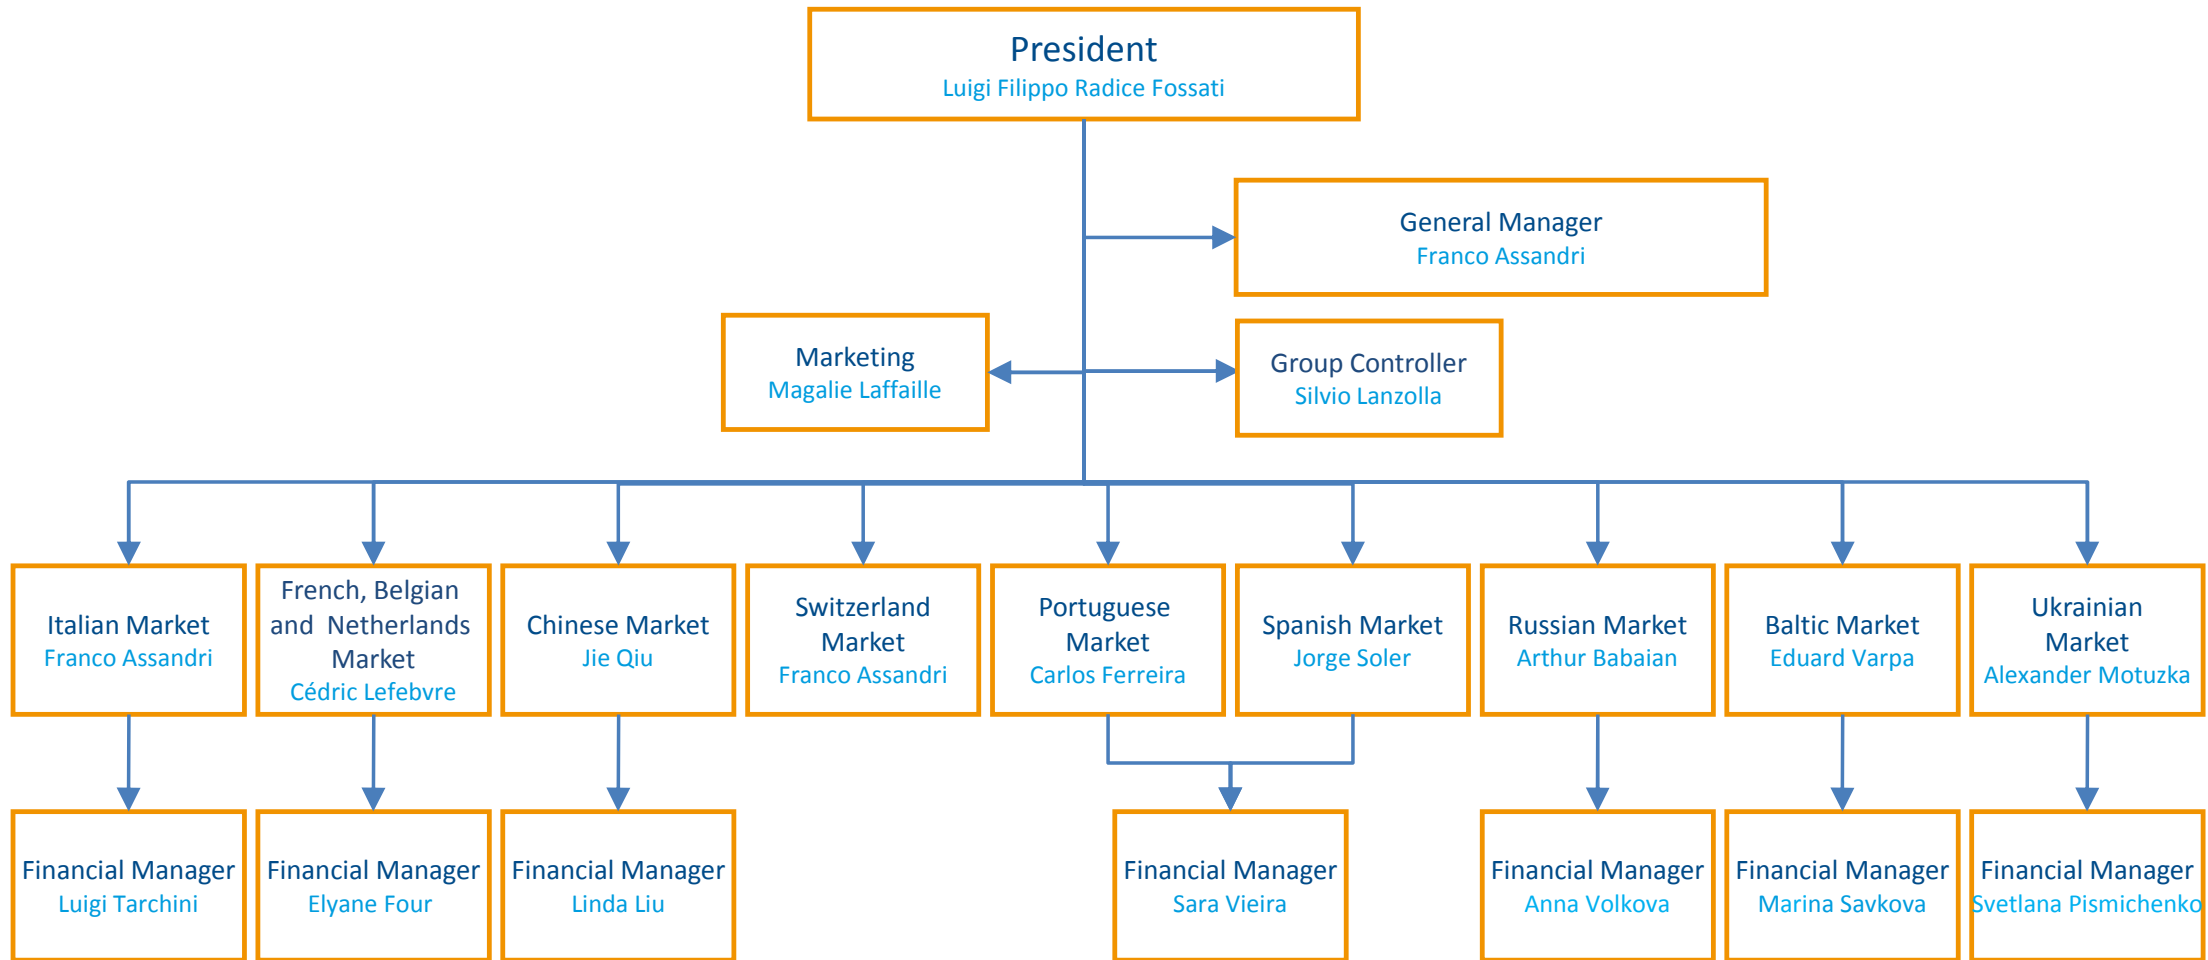 President
Luigi Filippo Radice Fossati
General Manager
Franco Assandri
Marketing
Magalie Laffaille
Group Controller
Silvio Lanzolla
Italian Market
Franco Assandri
French, Belgian
and Netherlands
Market
Cédric Lefebvre
Chinese Market
Jie Qiu
Switzerland
Market
Franco Assandri
Portuguese
Market
Carlos Ferreira
Spanish Market
Jorge Soler
Russian Market
Arthur Babaian
Baltic Market
Eduard Varpa
Ukrainian
Market
Alexander Motuzka
Financial Manager
Luigi Tarchini
Financial Manager
Elyane Four
Financial Manager
Linda Liu
Financial Manager
Sara Vieira
Financial Manager
Anna Volkova
Financial Manager
Marina Savkova
Financial Manager
Svetlana Pismichenko